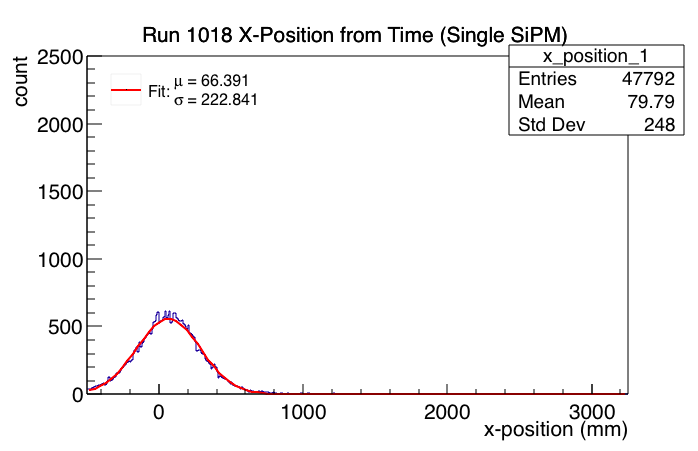 Run 1018 X-Position from Time (Single SiPM)
x_position_1
Entries 47792
Mean 79.79
Std Dev 248
Fit: μ = 66.391
σ = 222.841
count
2500
2000
1500
1000
500
0
0 1000 2000 3000
x-position (mm)